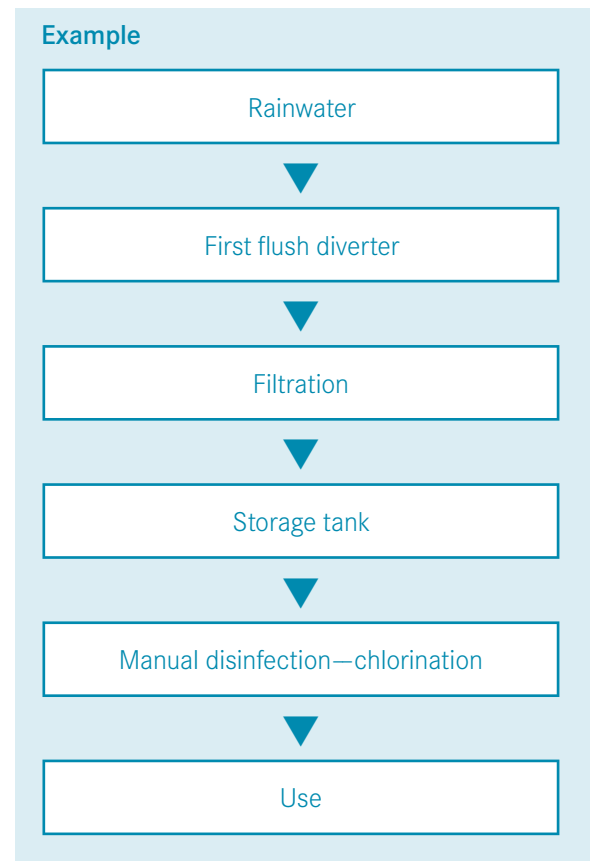 Example
Rainwater
First flush diverter
Filtration
Storage tank
Manual disinfection—chlorination
Use